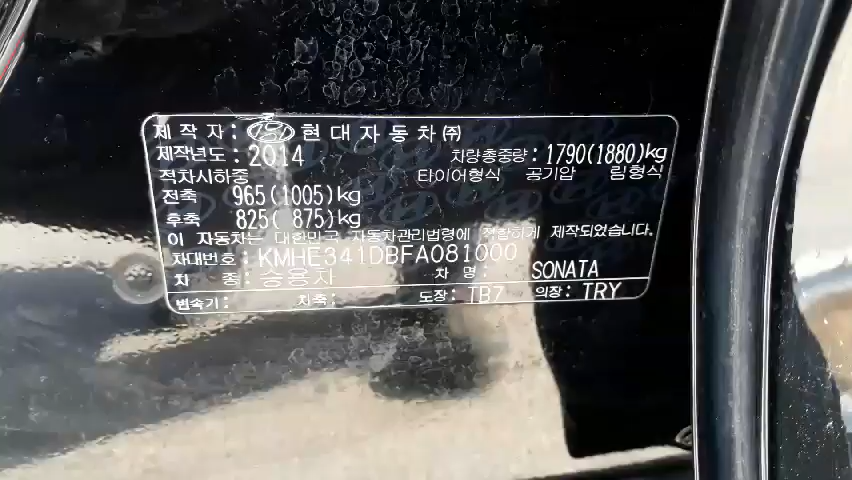 제 작 자 : 현 대 자 동 차 ㈜
제작년도 : 2014 차량총중량 : 1790(1880)kg
적차시하중 타이어형식 공기압 림형식
전축 965(1005)kg
후축 825( 875)kg
이 자동차는 대한민국 자동차관리법령에 적합하게 제작되었습니다.
차대번호 : KMHE341DBFA081000
차 종 : 승용차 차 명 : SONATA
변속기 : 차축 : 도장 : TB7 의장 : TRY